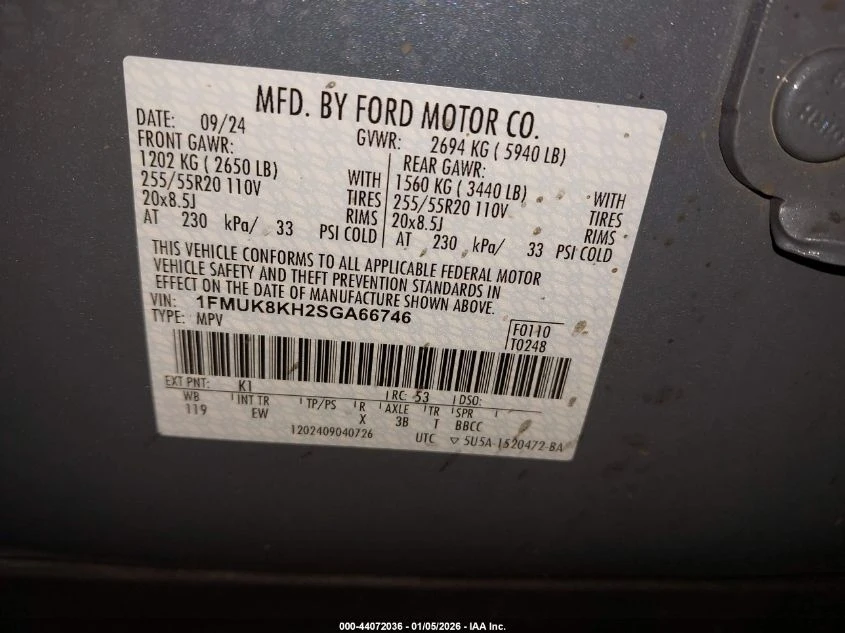 MFD. BY FORD MOTOR CO.
DATE: 09/24 GVWR: 2694 KG ( 5940 LB)
FRONT GAWR: REAR GAWR:
1202 KG ( 2650 LB) WITH 1560 KG ( 3440 LB) WITH
255/55R20 110V TIRES 255/55R20 110V TIRES
20x8.5J RIMS 20x8.5J RIMS
AT 230 kPa/ 33 PSI COLD AT 230 kPa/ 33 PSI COLD
THIS VEHICLE CONFORMS TO ALL APPLICABLE FEDERAL MOTOR
VEHICLE SAFETY AND THEFT PREVENTION STANDARDS IN
EFFECT ON THE DATE OF MANUFACTURE SHOWN ABOVE.
VIN: 1FMUK8KH2SGA66746
TYPE: MPV
F0110
T0248
EXT PNT: K1 RC: 53 DSO:
WB INT TR TP/PS R AXLE TR SPR
119 EW X 3B T BBCC
1202409040726 UTC ▽ 5U5A-1520472-BA
000-44072036 - 01/05/2026 - IAA Inc.